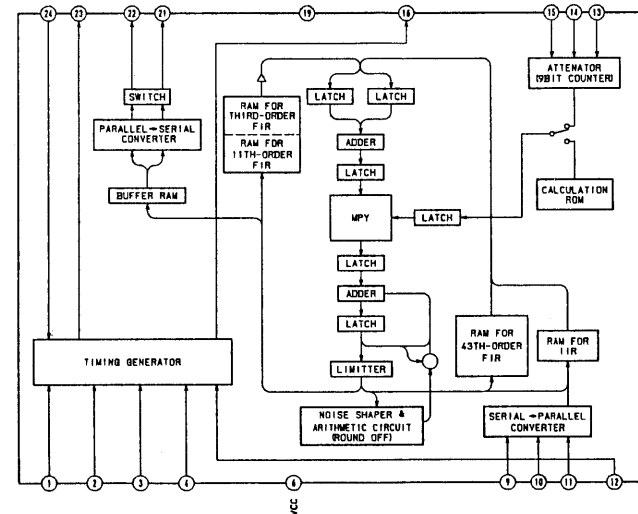 24 23 22 21 19 16 15 14 13
ATTENATOR
(9BIT COUNTER)
SWITCH
RAM FOR
THIRD-ORDER
FIR
RAM FOR
11TH-ORDER
FIR
LATCH LATCH
PARALLEL→SERIAL
CONVERTER
ADDER
LATCH
CALCULATION
ROM
BUFFER RAM
MPY
LATCH
LATCH
ADDER
LATCH
RAM FOR
43TH-ORDER
FIR
RAM FOR
IIR
TIMING GENERATOR
LIMITTER
NOISE SHAPER &
ARITHMETIC CIRCUIT
(ROUND OFF)
SERIAL→PARALLEL
CONVERTER
1 2 3 4 6 9 10 11 12
VCC